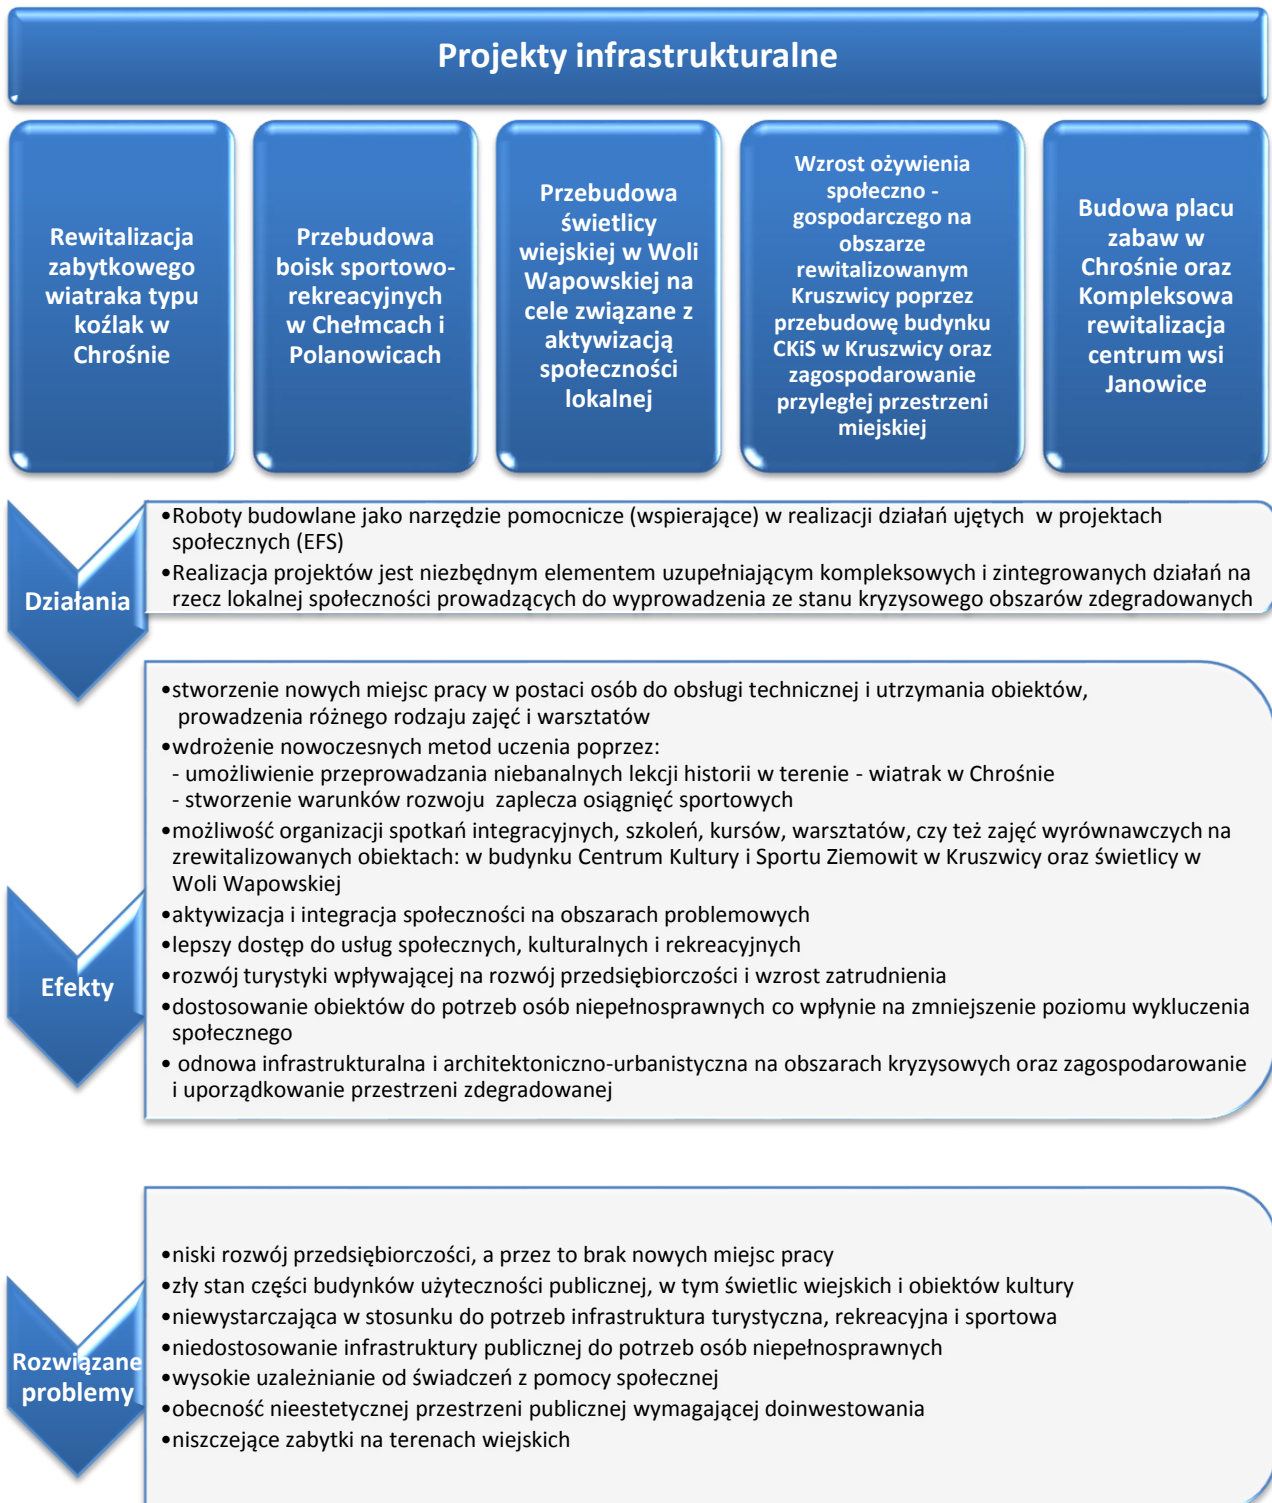 Projekty infrastrukturalne
Rewitalizacja
zabytkowego
wiatraka typu
koźlak w
Chrośnie
Przebudowa
boisk sportowo-
rekreacyjnych
w Chełmcach i
Polanowicach
Przebudowa
świetlicy
wiejskiej w Woli
Wapowskiej na
cele związane z
aktywizacją
społeczności
lokalnej
Wzrost ożywienia
społeczno -
gospodarczego na
obszarze
rewitalizowanym
Kruszwicy poprzez
przebudowę budynku
CKiS w Kruszwicy oraz
zagospodarowanie
przyległej przestrzeni
miejskiej
Budowa placu
zabaw w
Chrośnie oraz
Kompleksowa
rewitalizacja
centrum wsi
Janowice
Działania
•Roboty budowlane jako narzędzie pomocnicze (wspierające) w realizacji działań ujętych w projektach
społecznych (EFS)
•Realizacja projektów jest niezbędnym elementem uzupełniającym kompleksowych i zintegrowanych działań na
rzecz lokalnej społeczności prowadzących do wyprowadzenia ze stanu kryzysowego obszarów zdegradowanych
Efekty
•stworzenie nowych miejsc pracy w postaci osób do obsługi technicznej i utrzymania obiektów,
prowadzenia różnego rodzaju zajęć i warsztatów
•wdrożenie nowoczesnych metod uczenia poprzez:
- umożliwienie przeprowadzania niebanalnych lekcji historii w terenie - wiatrak w Chrośnie
- stworzenie warunków rozwoju zaplecza osiągnięć sportowych
•możliwość organizacji spotkań integracyjnych, szkoleń, kursów, warsztatów, czy też zajęć wyrównawczych na
zrewitalizowanych obiektach: w budynku Centrum Kultury i Sportu Ziemowit w Kruszwicy oraz świetlicy w
Woli Wapowskiej
•aktywizacja i integracja społeczności na obszarach problemowych
•lepszy dostęp do usług społecznych, kulturalnych i rekreacyjnych
•rozwój turystyki wpływającej na rozwój przedsiębiorczości i wzrost zatrudnienia
•dostosowanie obiektów do potrzeb osób niepełnosprawnych co wpłynie na zmniejszenie poziomu wykluczenia
społecznego
• odnowa infrastrukturalna i architektoniczno-urbanistyczna na obszarach kryzysowych oraz zagospodarowanie
i uporządkowanie przestrzeni zdegradowanej
Rozwiązane
problemy
•niski rozwój przedsiębiorczości, a przez to brak nowych miejsc pracy
•zły stan części budynków użyteczności publicznej, w tym świetlic wiejskich i obiektów kultury
•niewystarczająca w stosunku do potrzeb infrastruktura turystyczna, rekreacyjna i sportowa
•niedostosowanie infrastruktury publicznej do potrzeb osób niepełnosprawnych
•wysokie uzależnianie od świadczeń z pomocy społecznej
•obecność nieestetycznej przestrzeni publicznej wymagającej doinwestowania
•niszczejące zabytki na terenach wiejskich